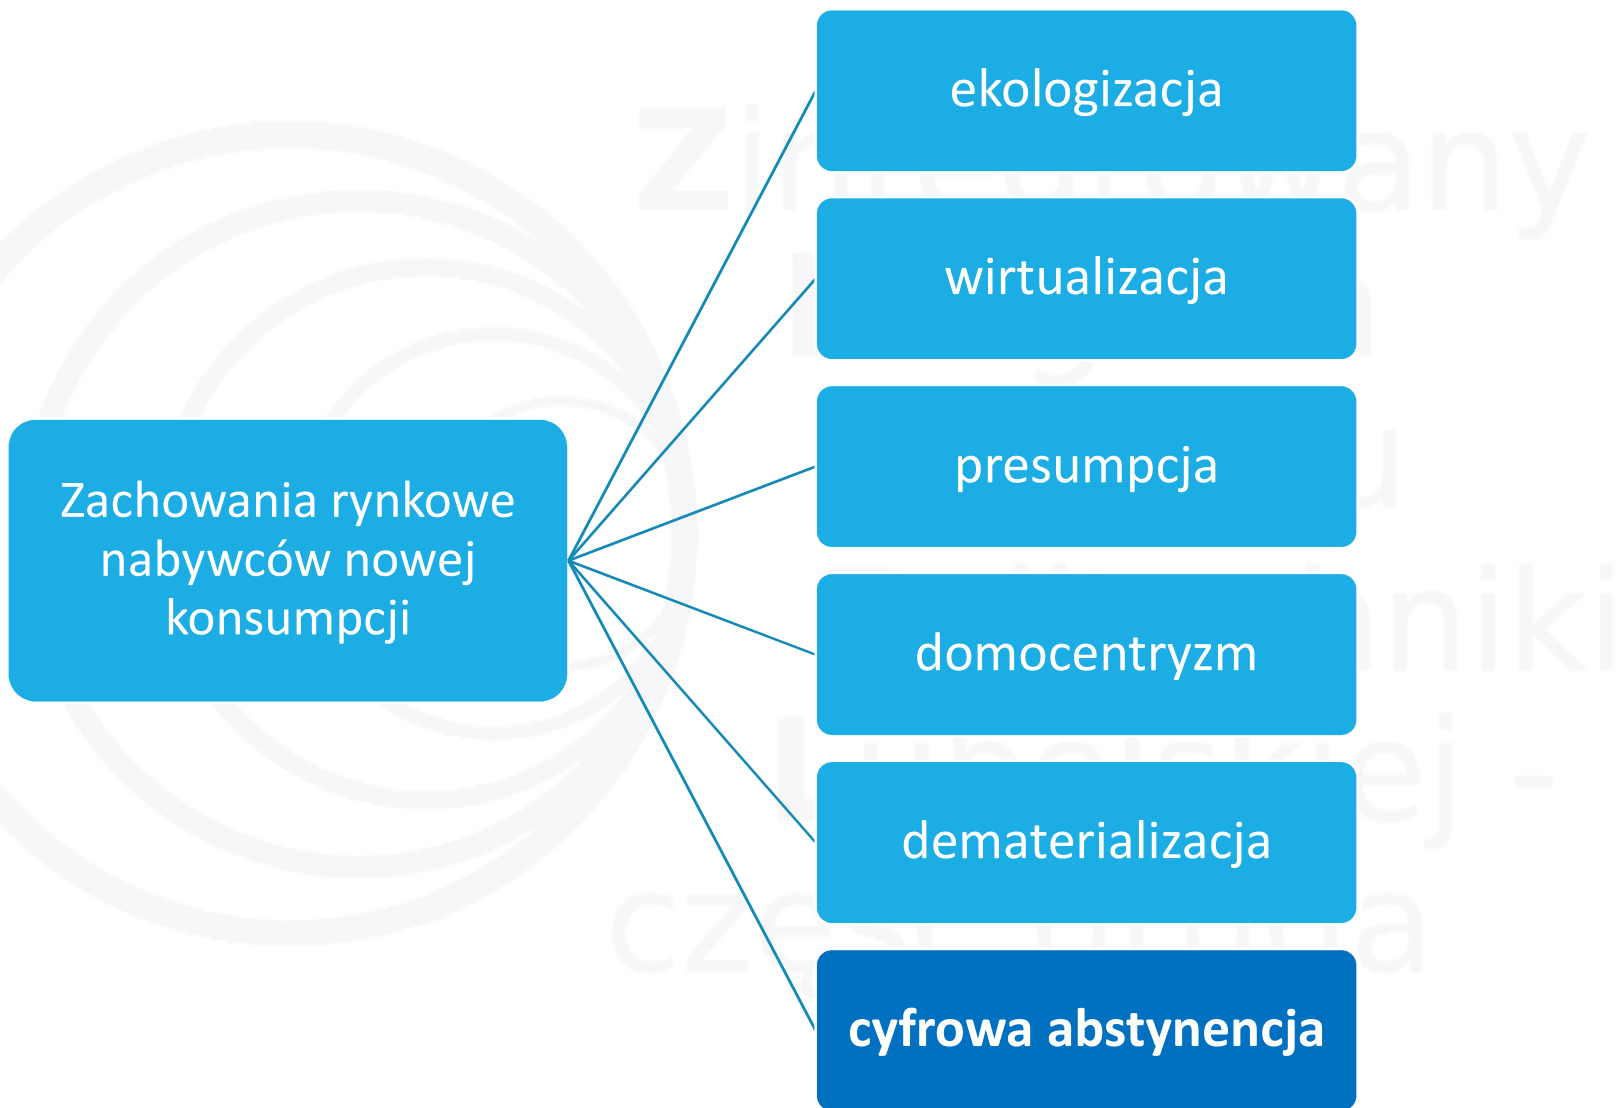 ekologizacja
wirtualizacja
presumpcja
Zachowania rynkowe
nabywców nowej
konsumpcji
domocentryzm
dematerializacja
cyfrowa abstynencja